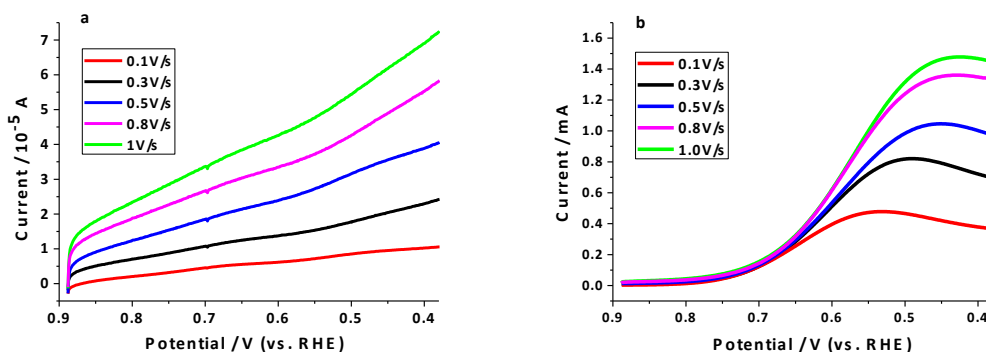 a
7
6
5
4
3
2
1
0
Current /10⁻⁵ A
0.1V/s
0.3V/s
0.5V/s
0.8V/s
1V/s
0.9 0.8 0.7 0.6 0.5 0.4
Potential /V (vs. RHE)
b
1.6
1.4
1.2
1.0
0.8
0.6
0.4
0.2
0.0
Current /mA
0.1V/s
0.3V/s
0.5V/s
0.8V/s
1.0V/s
0.9 0.8 0.7 0.6 0.5 0.4
Potential /V (vs. RHE)